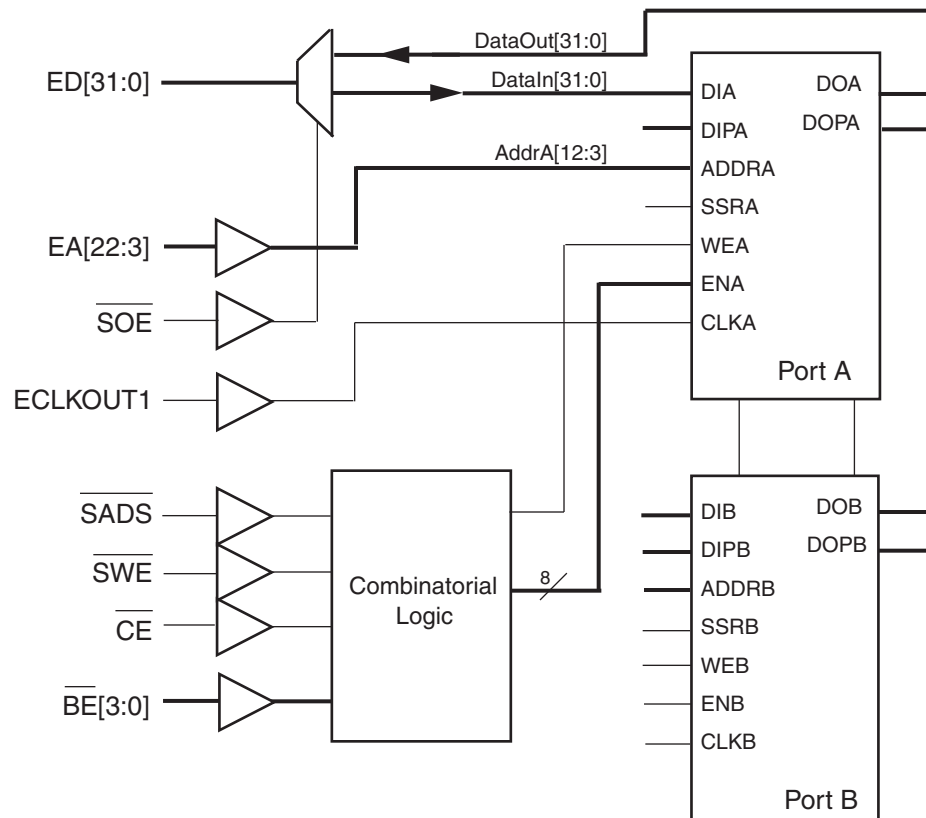 DataOut[31:0]
ED[31:0]
DataIn[31:0]
DIA
DOA
DIPA
DOPA
AddrA[12:3]
ADDRA
SSRA
EA[22:3]
WEA
ENA
SOE
CLKA
Port A
ECLKOUT1
SADS
DIB
DOB
DIPB
DOPB
SWE
8
Combinatorial
Logic
ADDRB
CE
SSRB
WEB
BE[3:0]
ENB
CLKB
Port B